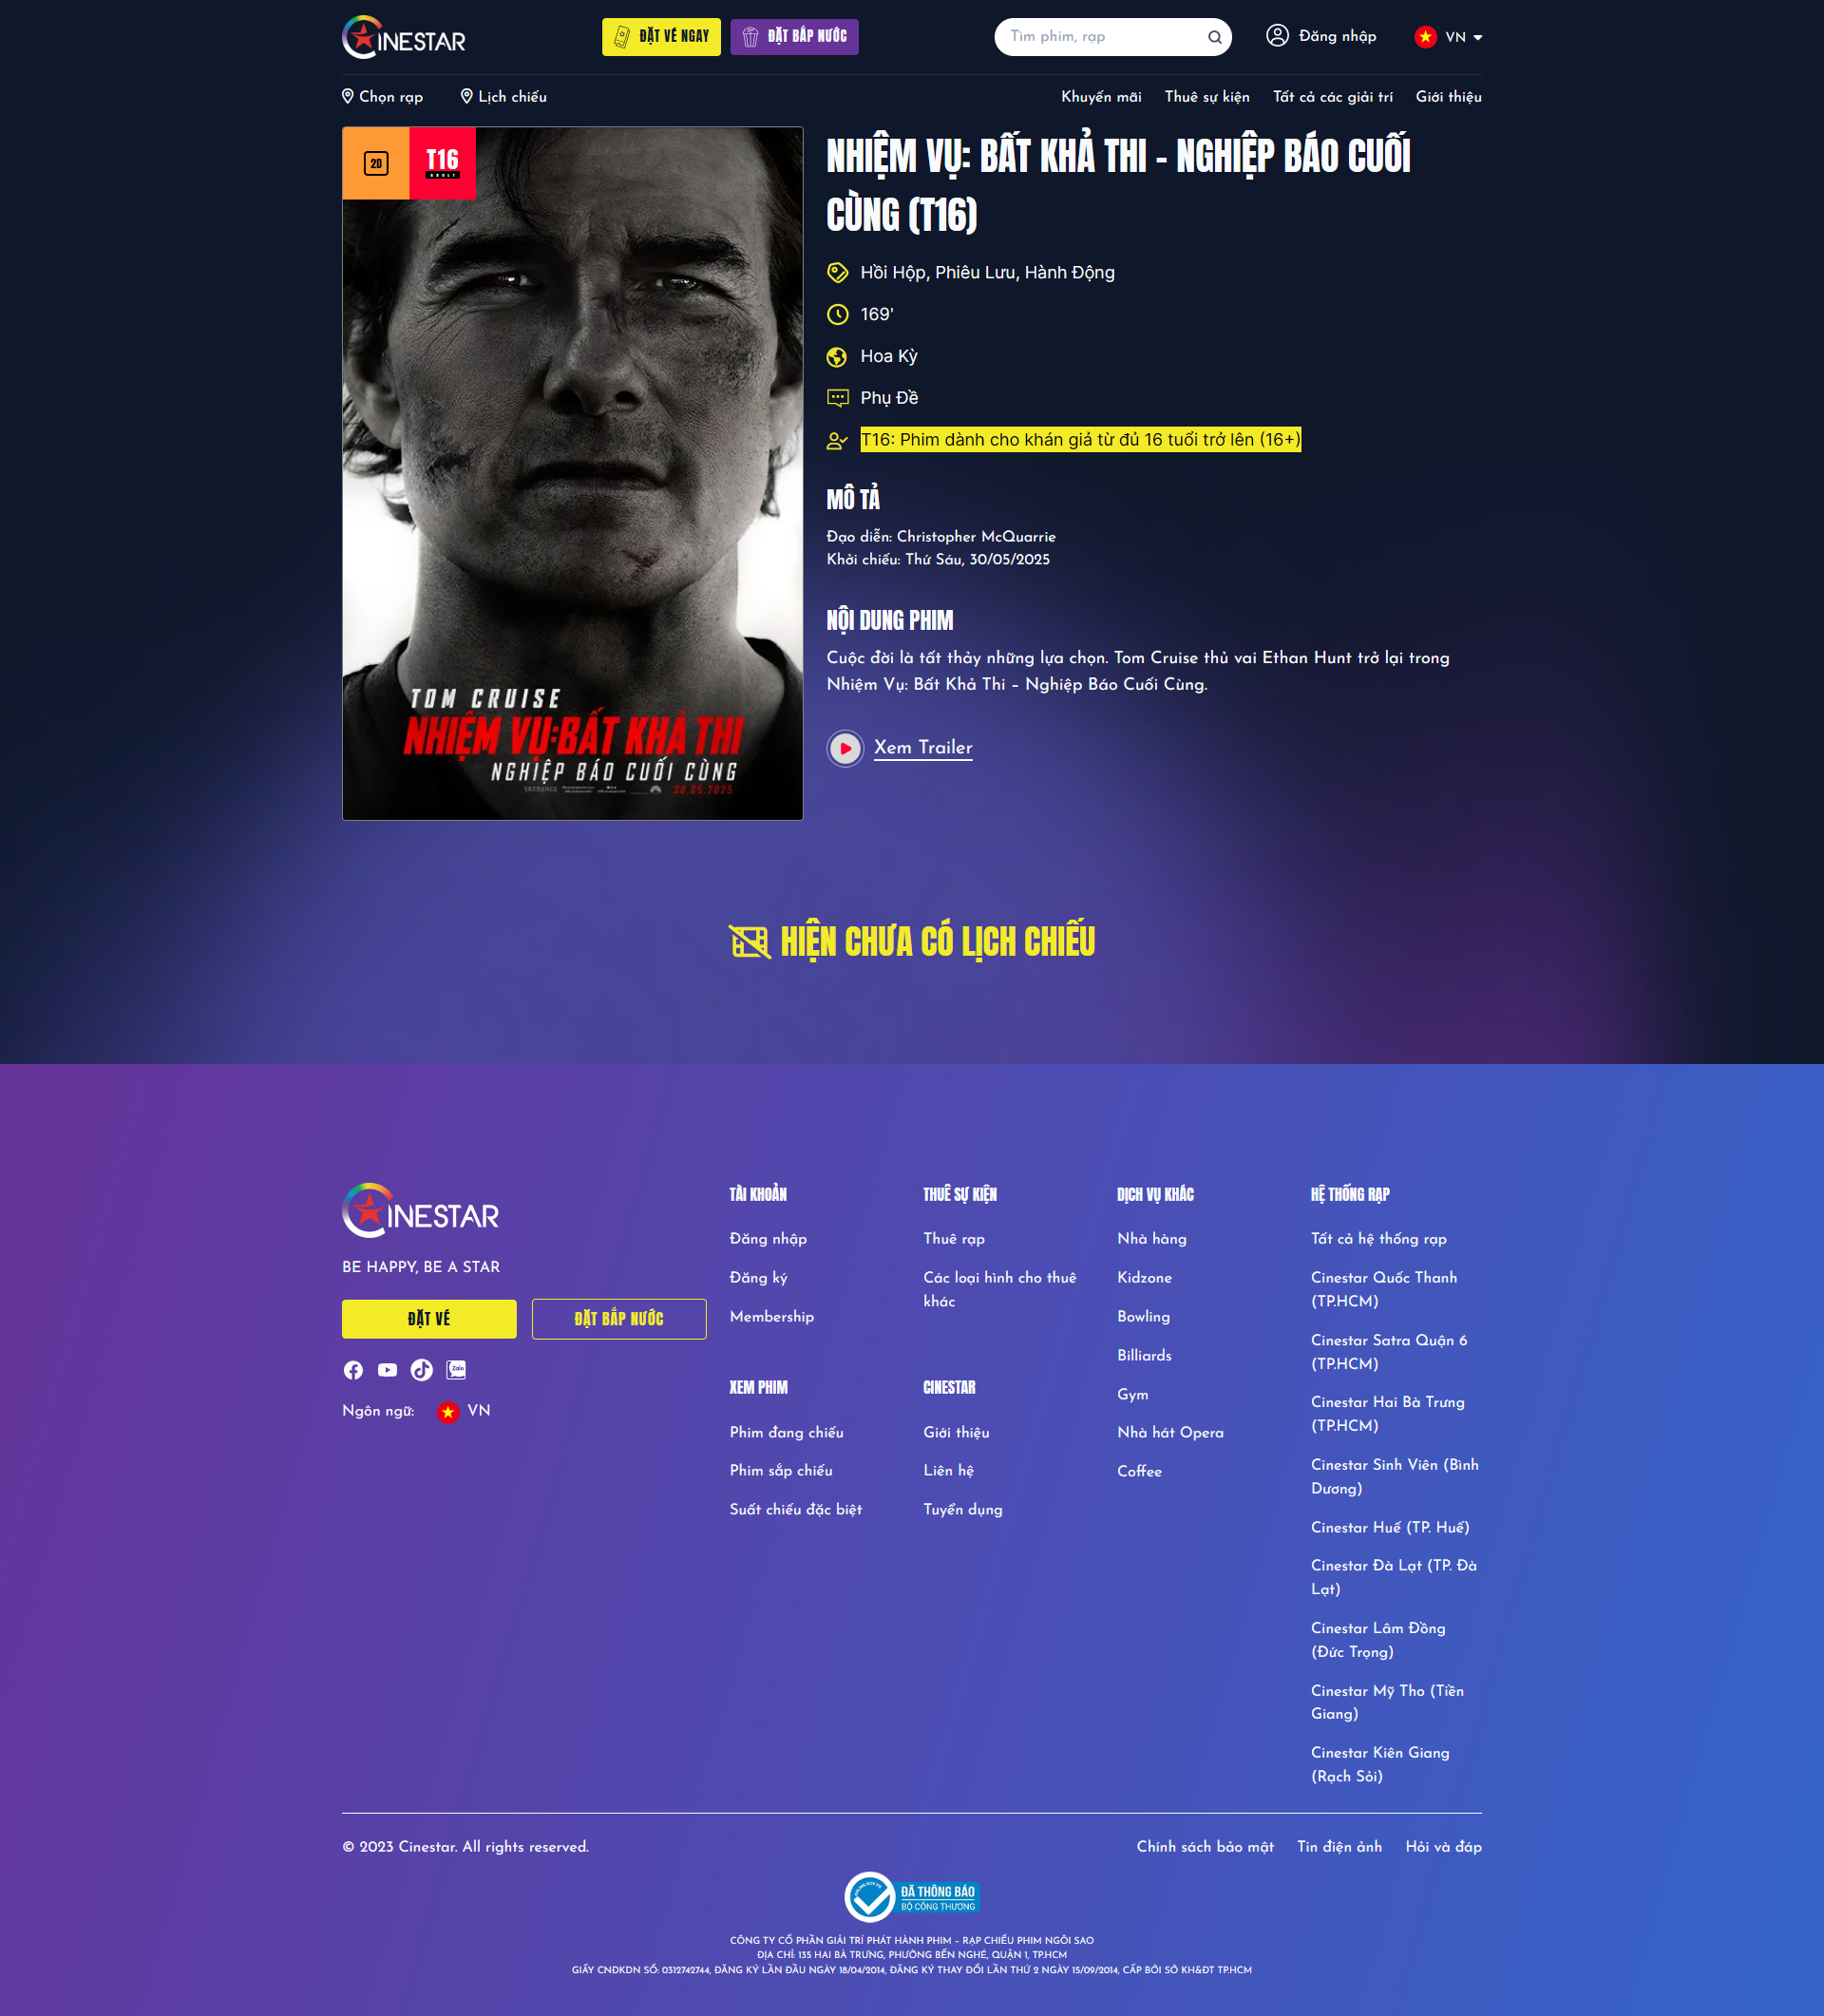 CINESTAR
ĐẶT VÉ NGAY
ĐẶT BẮP NƯỚC
Tìm phim, rạp
Đăng nhập
VN
Chọn rạp
Lịch chiếu
Khuyến mãi
Thuê sự kiện
Tất cả các giải trí
Giới thiệu
2D
T16
ADULT
TOM CRUISE
NHIỆM VỤ: BẤT KHẢ THI
NGHIỆP BÁO CUỐI CÙNG
SKYDANCE
30.05.2025
NHIỆM VỤ: BẤT KHẢ THI - NGHIỆP BÁO CUỐI
CÙNG (T16)
Hồi Hộp, Phiêu Lưu, Hành Động
169'
Hoa Kỳ
Phụ Đề
T16: Phim dành cho khán giả từ đủ 16 tuổi trở lên (16+)
MÔ TẢ
Đạo diễn: Christopher McQuarrie
Khởi chiếu: Thứ Sáu, 30/05/2025
NỘI DUNG PHIM
Cuộc đời là tất thảy những lựa chọn. Tom Cruise thủ vai Ethan Hunt trở lại trong
Nhiệm Vụ: Bất Khả Thi – Nghiệp Báo Cuối Cùng.
Xem Trailer
HIỆN CHƯA CÓ LỊCH CHIẾU
CINESTAR
BE HAPPY, BE A STAR
ĐẶT VÉ
ĐẶT BẮP NƯỚC
Zalo
Ngôn ngữ:
VN
TÀI KHOẢN
Đăng nhập
Đăng ký
Membership
XEM PHIM
Phim đang chiếu
Phim sắp chiếu
Suất chiếu đặc biệt
THUÊ SỰ KIỆN
Thuê rạp
Các loại hình cho thuê
khác
CINESTAR
Giới thiệu
Liên hệ
Tuyển dụng
DỊCH VỤ KHÁC
Nhà hàng
Kidzone
Bowling
Billiards
Gym
Nhà hát Opera
Coffee
HỆ THỐNG RẠP
Tất cả hệ thống rạp
Cinestar Quốc Thanh
(TP.HCM)
Cinestar Satra Quận 6
(TP.HCM)
Cinestar Hai Bà Trưng
(TP.HCM)
Cinestar Sinh Viên (Bình
Dương)
Cinestar Huế (TP. Huế)
Cinestar Đà Lạt (TP. Đà
Lạt)
Cinestar Lâm Đồng
(Đức Trọng)
Cinestar Mỹ Tho (Tiền
Giang)
Cinestar Kiên Giang
(Rạch Sỏi)
© 2023 Cinestar. All rights reserved.
Chính sách bảo mật
Tin điện ảnh
Hỏi và đáp
ONLINE.GOV.VN
ĐÃ THÔNG BÁO
BỘ CÔNG THƯƠNG
CÔNG TY CỔ PHẦN GIẢI TRÍ PHÁT HÀNH PHIM – RẠP CHIẾU PHIM NGÔI SAO
ĐỊA CHỈ: 135 HAI BÀ TRƯNG, PHƯỜNG BẾN NGHÉ, QUẬN 1, TP.HCM
GIẤY CNĐKDN SỐ: 0312742744, ĐĂNG KÝ LẦN ĐẦU NGÀY 18/04/2014, ĐĂNG KÝ THAY ĐỔI LẦN THỨ 2 NGÀY 15/09/2014, CẤP BỞI SỞ KH&ĐT TP.HCM